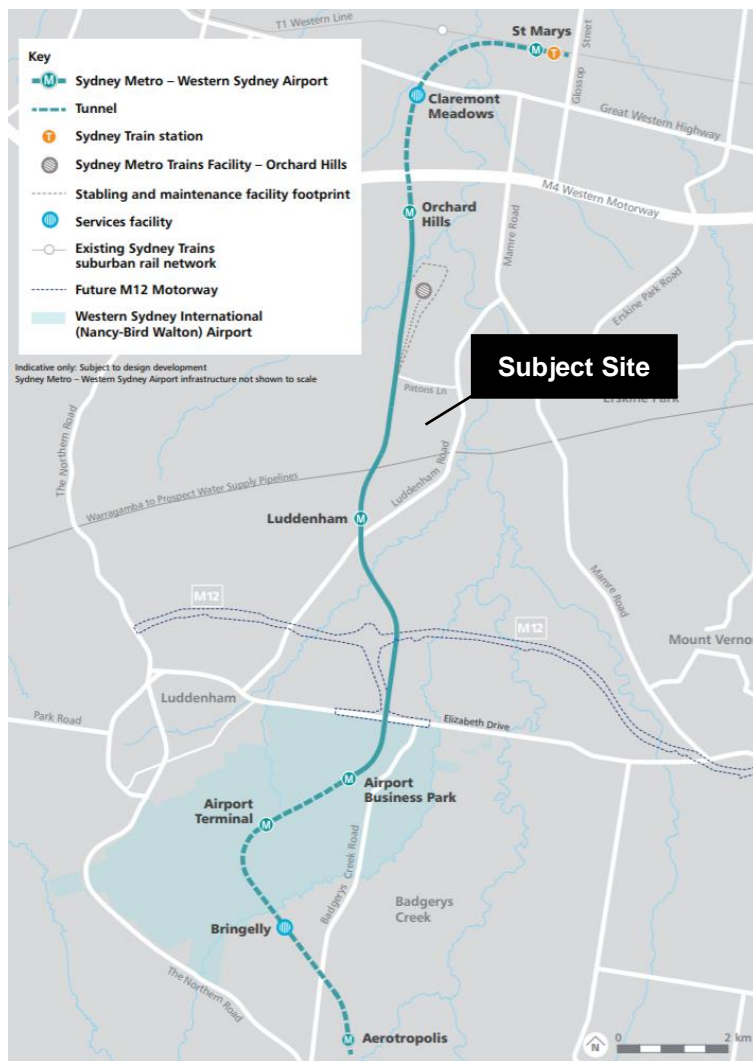 T1 Western Line
St Marys
M
T
Glossop Street
Key
M
Sydney Metro – Western Sydney Airport
Tunnel
T
Sydney Train station
Sydney Metro Trains Facility – Orchard Hills
Stabling and maintenance facility footprint
Services facility
Existing Sydney Trains
suburban rail network
Future M12 Motorway
Western Sydney International
(Nancy-Bird Walton) Airport
Indicative only: Subject to design development
Sydney Metro – Western Sydney Airport infrastructure not shown to scale
Claremont
Meadows
Great Western Highway
M4 Western Motorway
M
Orchard
Hills
Mamre Road
Erskine Park Road
Subject Site
Patons Ln
Erskine Park
The Northern Road
Warragamba to Prospect Water Supply Pipelines
Luddenham Road
Luddenham
M
M12
M12
Mamre Road
Mount Vernon
Luddenham
Park Road
Elizabeth Drive
M
Airport
Business Park
Airport
Terminal
M
Badgerys Creek Road
Badgerys
Creek
Bringelly
The Northern Road
Aerotropolis
M
N
0
2 km